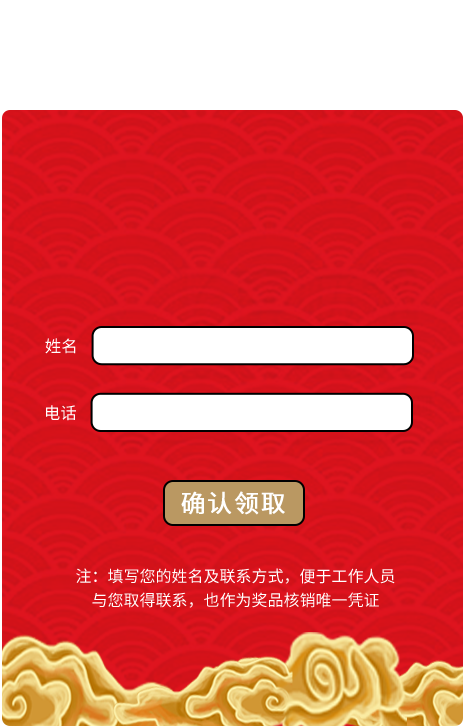 姓名
电话
确认领取
注：填写您的姓名及联系方式，便于工作人员
与您取得联系，也作为奖品核销唯一凭证